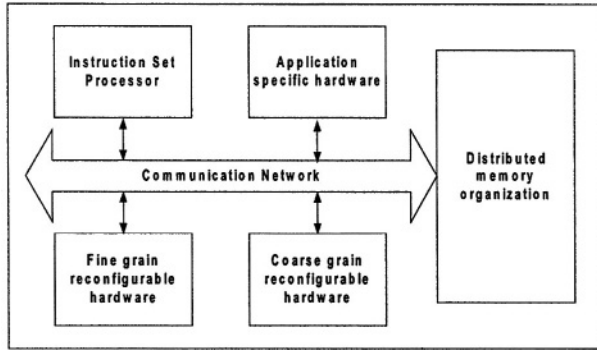 Instruction Set
Processor
Application
specific hardware
Communication Network
Distributed
memory
organization
Fine grain
reconfigurable
hardware
Coarse grain
reconfigurable
hardware